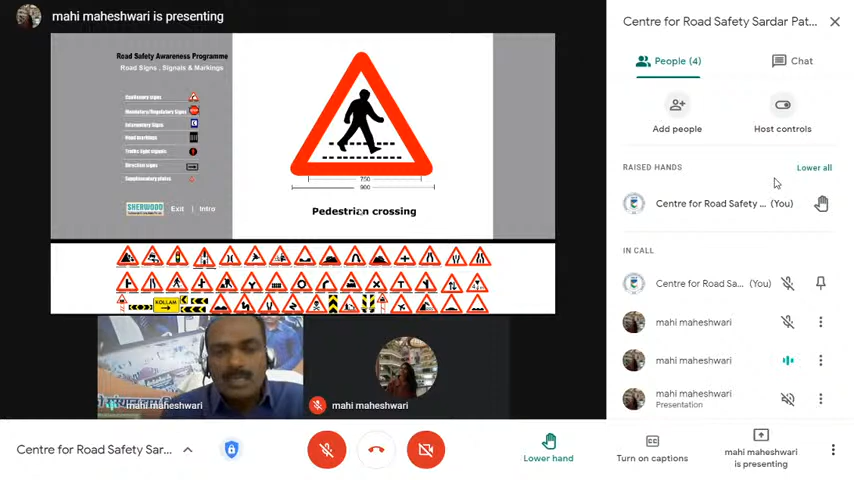 mahi maheshwari is presenting
Centre for Road Safety Sardar Pat...
People (4)
Chat
Add people
Host controls
RAISED HANDS
Lower all
Centre for Road Safety ... (You)
IN CALL
Centre for Road Sa... (You)
mahi maheshwari
mahi maheshwari
mahi maheshwari
Presentation
Road Safety Awareness Programme
Road Signs , Signals & Markings
Cautionary signs
Mandatory/Regulatory Signs
Informatory Signs
Road markings
Traffic light signals
Direction signs
Supplementary plates
SHERWOOD
Exit | Intro
750
900
Pedestrian crossing
KOLLAM
mahi maheshwari
mahi maheshwari
Centre for Road Safety Sar...
Lower hand
Turn on captions
mahi maheshwari
is presenting